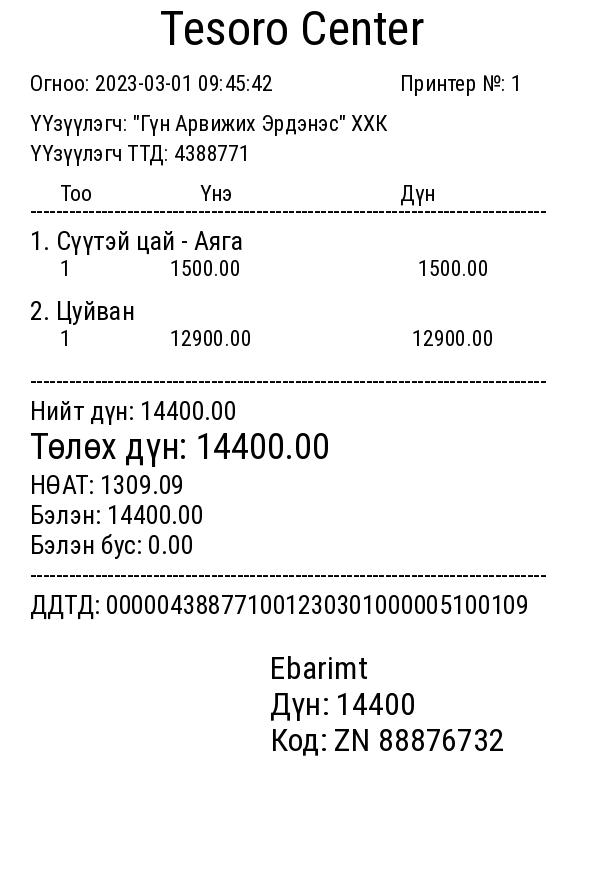 Tesoro Center
Огноо: 2023-03-01 09:45:42 Принтер №: 1
ҮҮзүүлэгч: "Гүн Арвижих Эрдэнэс" ХХК
ҮҮзүүлэгч ТТД: 4388771
Тоо Үнэ Дүн
1. Сүүтэй цай - Аяга
1 1500.00 1500.00
2. Цуйван
1 12900.00 12900.00
Нийт дүн: 14400.00
Төлөх дүн: 14400.00
НӨАТ: 1309.09
Бэлэн: 14400.00
Бэлэн бус: 0.00
ДДТД: 000004388771001230301000005100109
Ebarimt
Дүн: 14400
Код: ZN 88876732